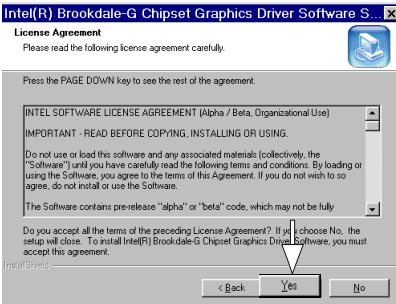 Intel(R) Brookdale-G Chipset Graphics Driver Software S...
License Agreement
Please read the following license agreement carefully.
Press the PAGE DOWN key to see the rest of the agreement.
INTEL SOFTWARE LICENSE AGREEMENT (Alpha / Beta, Organizational Use)
IMPORTANT - READ BEFORE COPYING, INSTALLING OR USING.
Do not use or load this software and any associated materials (collectively, the
"Software") until you have carefully read the following terms and conditions. By loading or
using the Software, you agree to the terms of this Agreement. If you do not wish to so
agree, do not install or use the Software.
The Software contains pre-release "alpha" or "beta" code, which may not be fully
Do you accept all the terms of the preceding License Agreement? If you choose No, the
setup will close. To install Intel(R) Brookdale-G Chipset Graphics Driver Software, you must
accept this agreement.
InstallShield
< Back Yes No